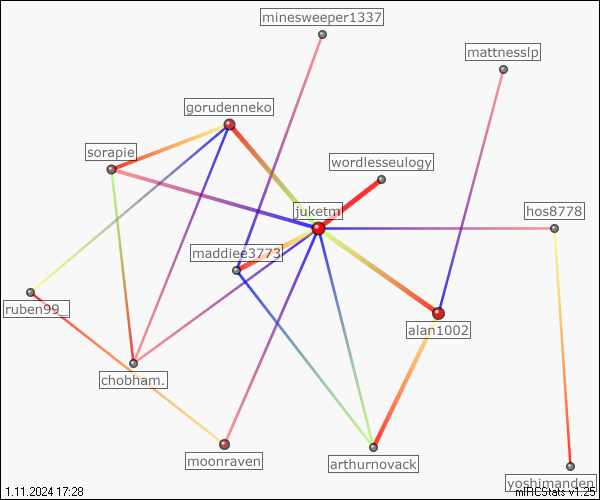 minesweeper1337
mattnesslp
gorudenneko
sorapie
wordlesseulogy
juketm
hos8778
maddiee3773
ruben99_
alan1002
chobham.
moonraven
arthurnovack
yoshimanden
1.11.2024 17:28
mIRCStats v1.25